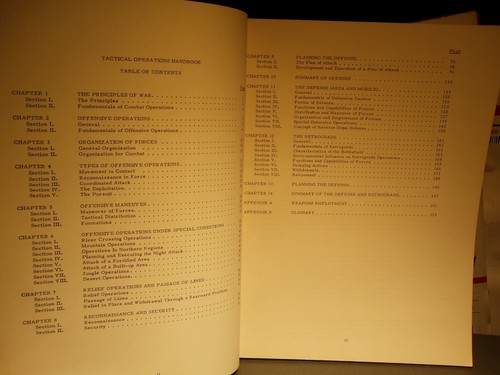 TACTICAL OPERATIONS HANDBOOK
TABLE OF CONTENTS
CHAPTER 1 THE PRINCIPLES OF WAR
Section I. The Principles
Section II. Fundamentals of Combat Operations
CHAPTER 2 OFFENSIVE OPERATIONS
Section I. General
Section II. Fundamentals of Offensive Operations
CHAPTER 3 ORGANIZATION OF FORCES
Section I. General Organization
Section II. Organization for Combat
CHAPTER 4 TYPES OF OFFENSIVE OPERATIONS
Section I. Movement to Contact
Section II. Reconnaissance in Force
Section III. Coordinated Attack
Section IV. The Exploitation
Section V. The Pursuit
CHAPTER 5 OFFENSIVE MANEUVER
Section I. Maneuver of Forces
Section II. Tactical Distribution
Section III. Formations
CHAPTER 6 OFFENSIVE OPERATIONS UNDER SPECIAL CONDITIONS
Section I. River Crossing Operations
Section II. Mountain Operations
Section III. Operations in Northern Regions
Section IV. Planning and Executing the Night Attack
Section V. Attack of a Fortified Area
Section VI. Attack of a Built-up Area
Section VII. Jungle Operations
Section VIII. Desert Operations
CHAPTER 7 RELIEF OPERATIONS AND PASSAGE OF LINES
Section I. Relief Operations
Section II. Passage of Lines
Section III. Relief in Place and Withdrawal Through a Rearward Position
CHAPTER 8 RECONNAISSANCE AND SECURITY
Section I. Reconnaissance
Section II. Security
Page
CHAPTER 9 PLANNING THE OFFENSE
Section I. The Plan of Attack
Section II. Development and Execution of a Plan of Attack
CHAPTER 10 SUMMARY OF OFFENSE
CHAPTER 11 THE DEFENSE (AREA AND MOBILE)
Section I. General
Section II. Fundamentals of Defensive Combat
Section III. Forms of Defense
Section IV. Functions and Capabilities of Forces
Section V. Distribution and Maneuver of Forces
Section VI. Organization and Employment of Forces
Section VII. Special Defensive Operations
Section VIII. Concept of Reverse Slope Defense
CHAPTER 12 THE RETROGRADE
Section I. General
Section II. Fundamentals of Retrograde
Section III. Characteristics of the Battlefield
Section IV. Environmental Influence on Retrograde Operations
Section V. Functions and Capabilities of Forces
Section VI. Delaying Actions
Section VII. Withdrawals
Section VIII. Retirement
CHAPTER 13 PLANNING THE DEFENSE
CHAPTER 14 SUMMARY OF THE DEFENSE AND RETROGRADE
APPENDIX A WEAPONS EMPLOYMENT
APPENDIX B GLOSSARY